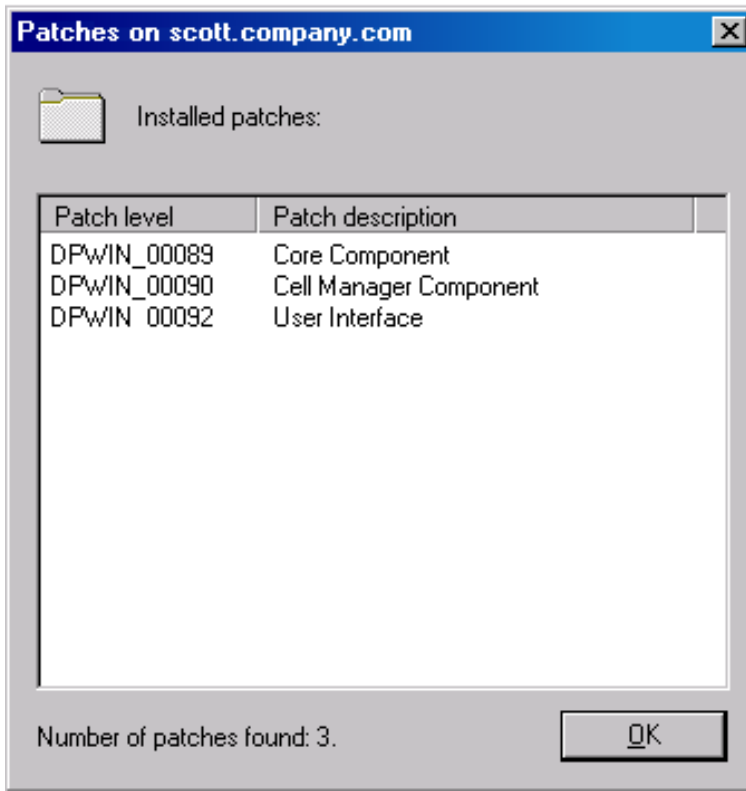 Patches on scott.company.com
Installed patches:
Patch level Patch description
DPWIN_00089 Core Component
DPWIN_00090 Cell Manager Component
DPWIN_00092 User Interface
Number of patches found: 3.
OK